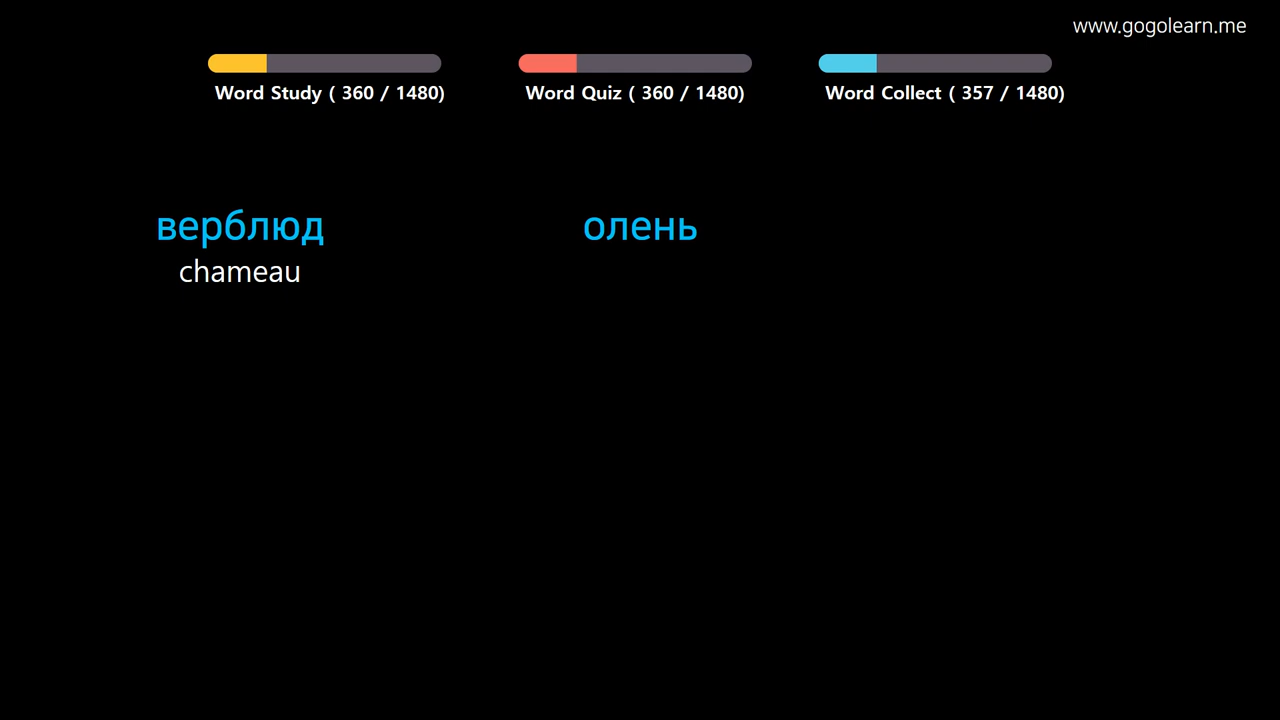 www.gogolearn.me
Word Study ( 360 / 1480)
Word Quiz ( 360 / 1480)
Word Collect ( 357 / 1480)
верблюд
chameau
олень